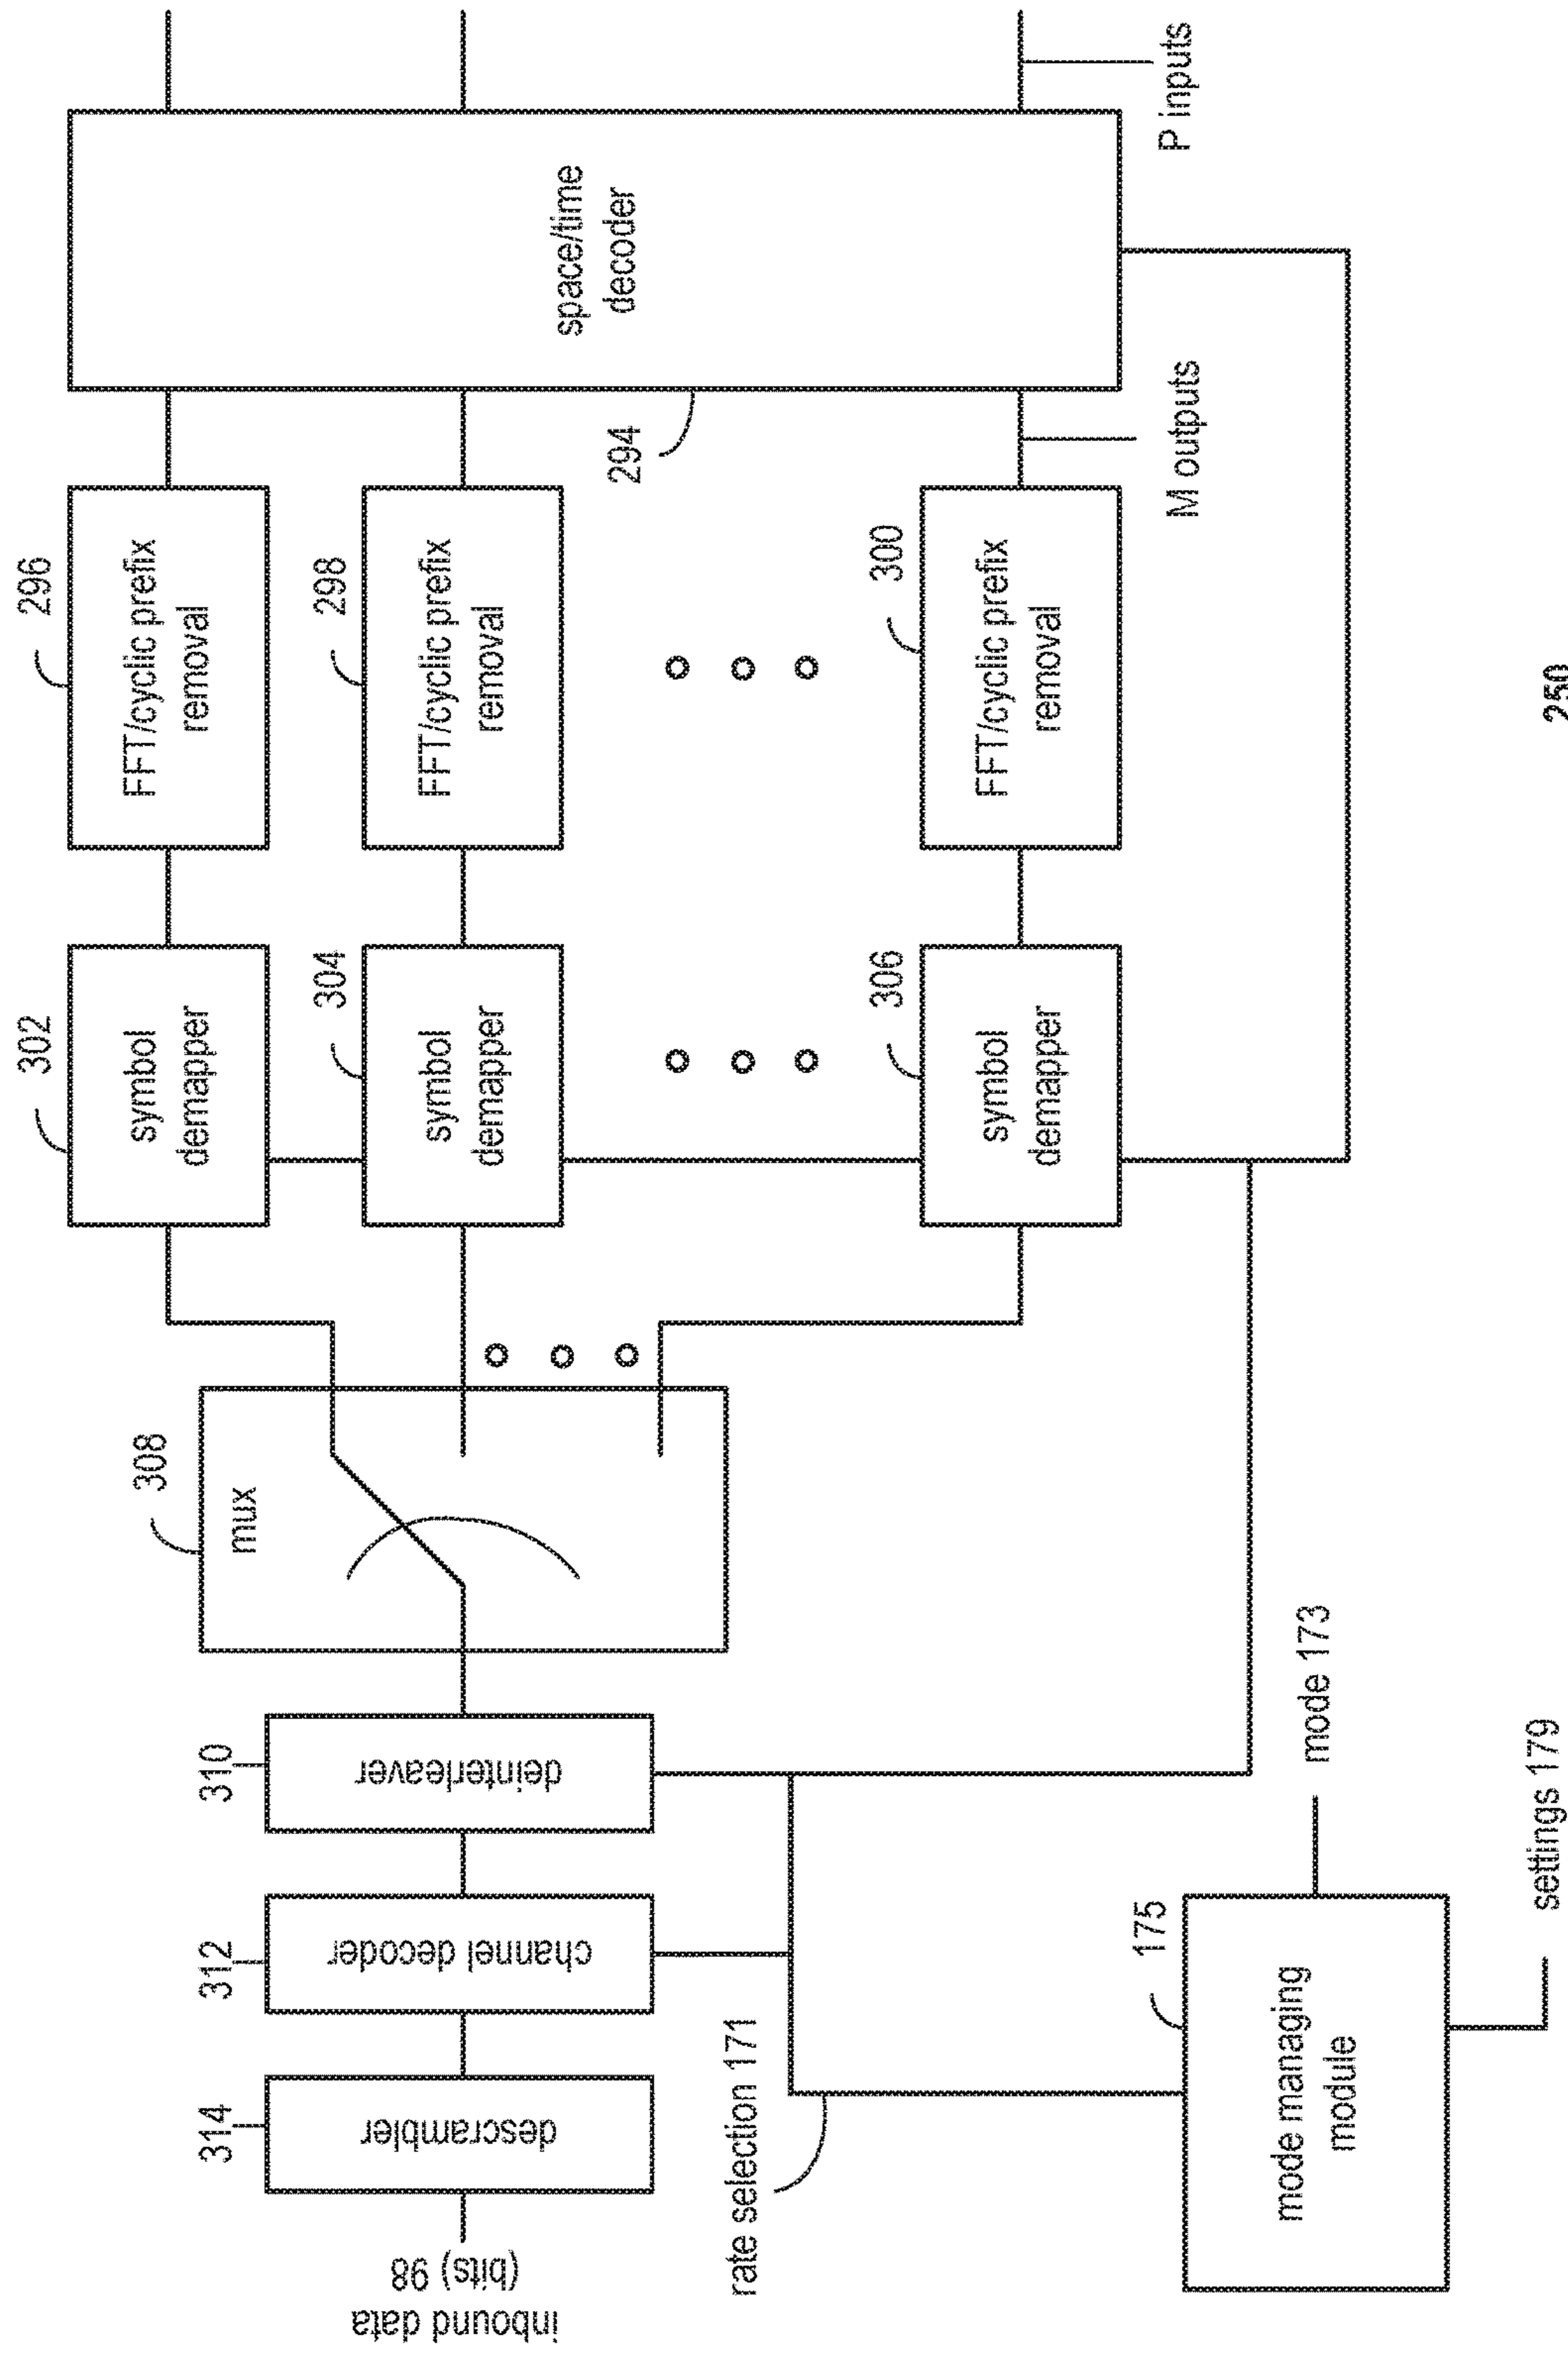 inbound data
(bits) 98
314
descrambler
312
channel decoder
310
deinterleaver
308
mux
302
symbol
demapper
296
FFT/cyclic prefix
removal
304
symbol
demapper
298
FFT/cyclic prefix
removal
306
symbol
demapper
300
FFT/cyclic prefix
removal
294
space/time
decoder
M outputs
P inputs
rate selection 171
175
mode managing
module
mode 173
settings 179
250